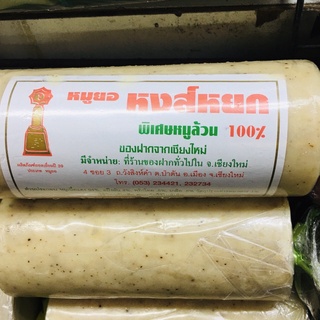 หมูยอ หงส์หยก
พิเศษหมูล้วน 100%
ของฝากจากเชียงใหม่
มีจำหน่าย: ที่ร้านของฝากทั่วไปใน จ.เชียงใหม่
4 ซอย 3 ถ.วังสิงห์คำ ต.ป่าตัน อ.เมือง จ.เชียงใหม่
โทร. (053) 234421, 232734